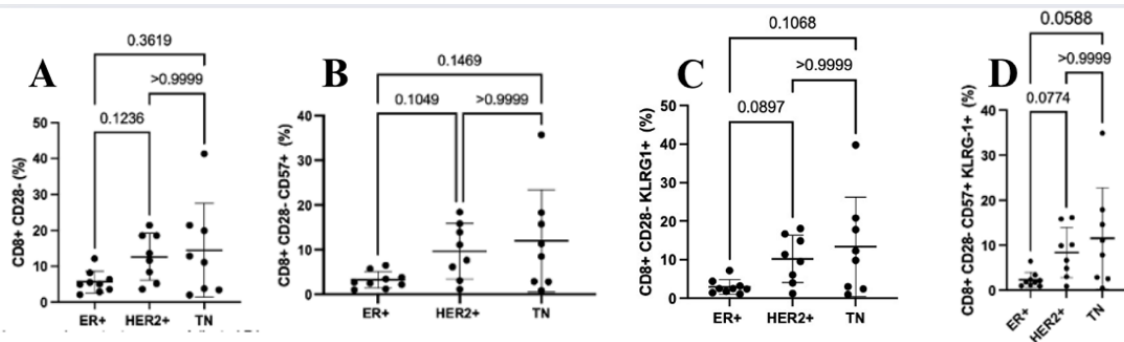 A
0.3619
>0.9999
0.1236
CD8+ CD28- (%)
50
40
30
20
10
0
ER+ HER2+ TN
B
0.1469
0.1049 >0.9999
CD8+ CD28- CD57+ (%)
40
30
20
10
0
ER+ HER2+ TN
C
0.1068
>0.9999
0.0897
CD8+ CD28- KLRG1+ (%)
50
40
30
20
10
0
ER+ HER2+ TN
D
0.0588
>0.9999
0.0774
CD8+ CD28- CD57+ KLRG-1+ (%)
40
30
20
10
0
ER+ HER2+ TN